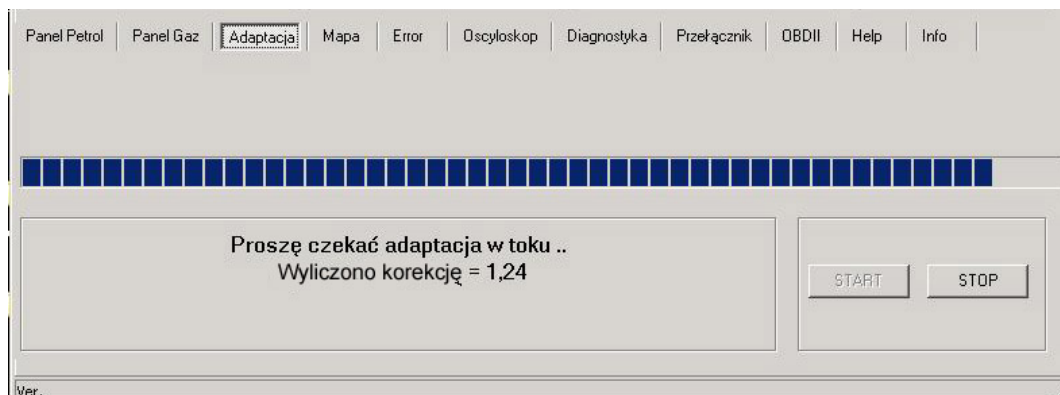 Panel Petrol Panel Gaz Adaptacja Mapa Error Oscyloskop Diagnostyka Przełącznik OBDII Help Info
Proszę czekać adaptacja w toku ..
Wyliczono korekcję = 1,24
START STOP
Ver.